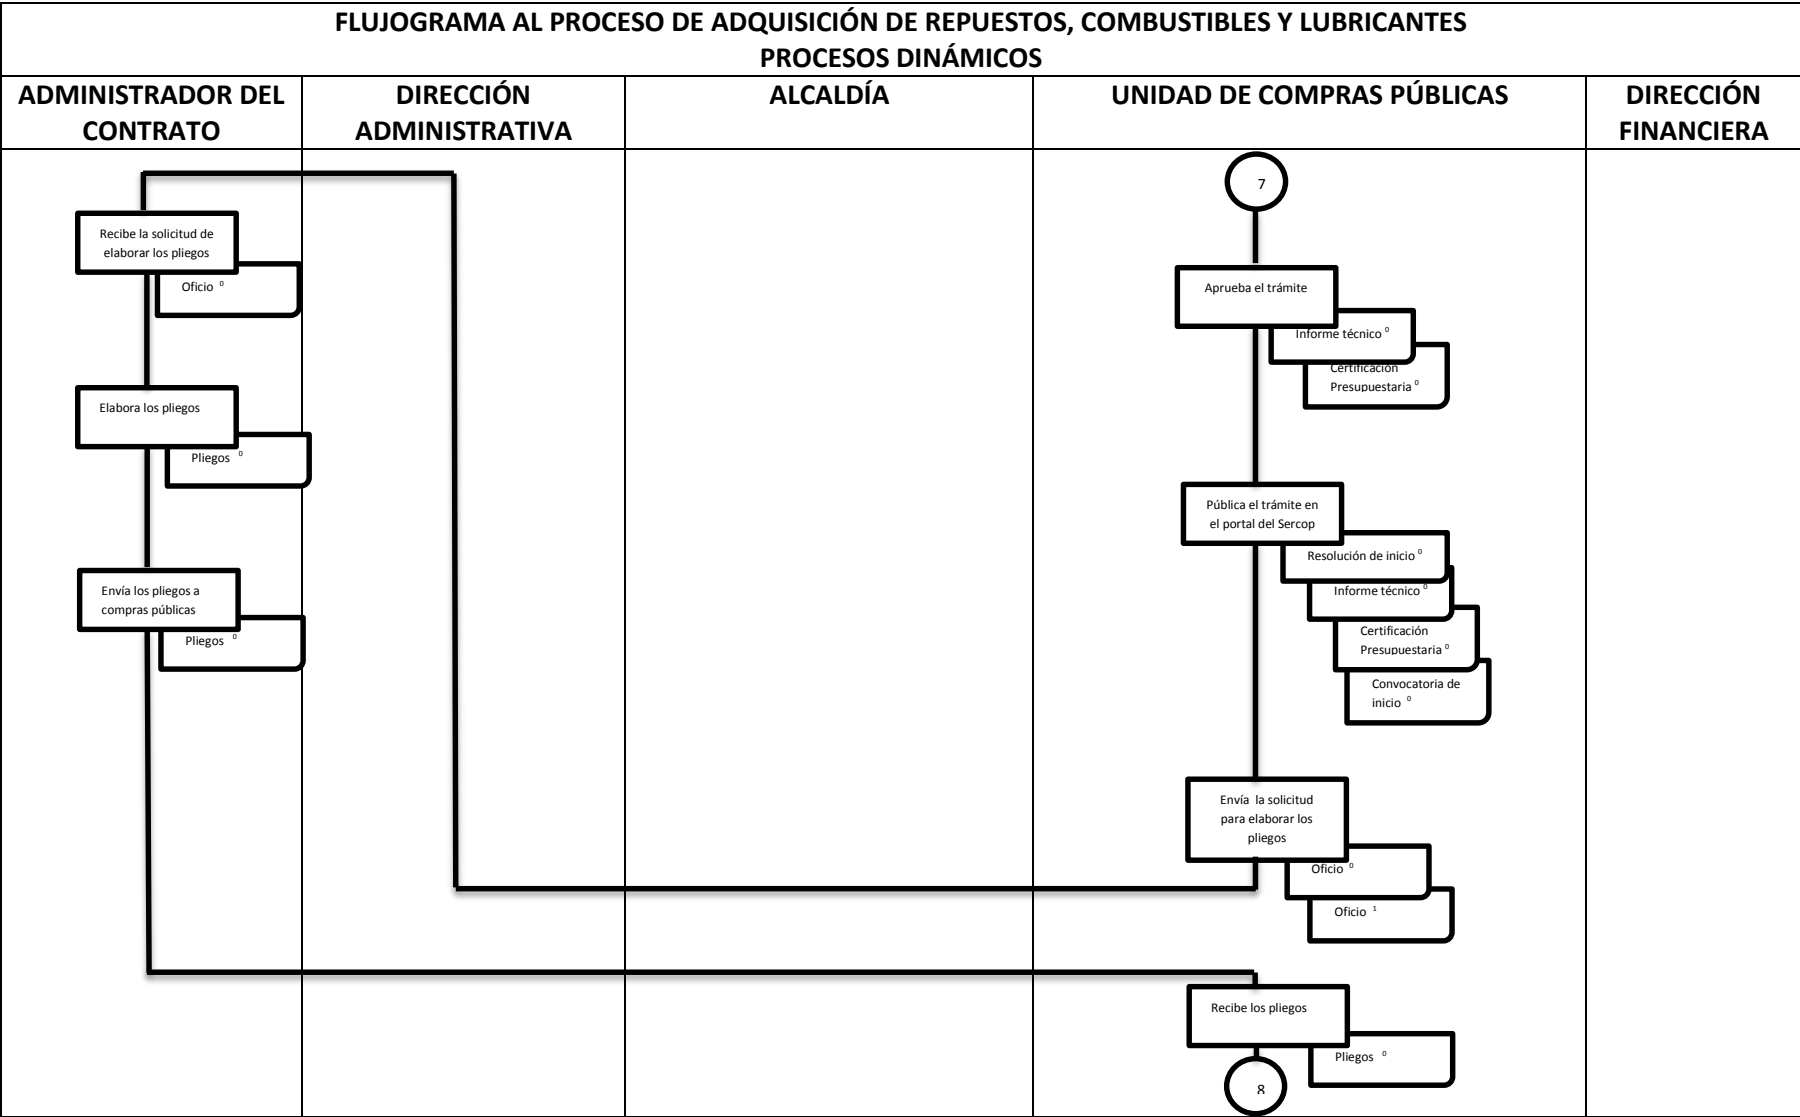 FLUJOGRAMA AL PROCESO DE ADQUISICIÓN DE REPUESTOS, COMBUSTIBLES Y LUBRICANTES
PROCESOS DINÁMICOS
ADMINISTRADOR DEL
CONTRATO
DIRECCIÓN
ADMINISTRATIVA
ALCALDÍA
UNIDAD DE COMPRAS PÚBLICAS
DIRECCIÓN
FINANCIERA
Recibe la solicitud de
elaborar los pliegos
Oficio 0
Elabora los pliegos
Pliegos 0
Envía los pliegos a
compras públicas
Pliegos 0
7
Aprueba el trámite
Informe técnico 0
Certificación
Presupuestaria 0
Pública el trámite en
el portal del Sercop
Resolución de inicio 0
Informe técnico 0
Certificación
Presupuestaria 0
Convocatoria de
inicio 0
Envía la solicitud
para elaborar los
pliegos
Oficio 0
Oficio 1
Recibe los pliegos
Pliegos 0
8